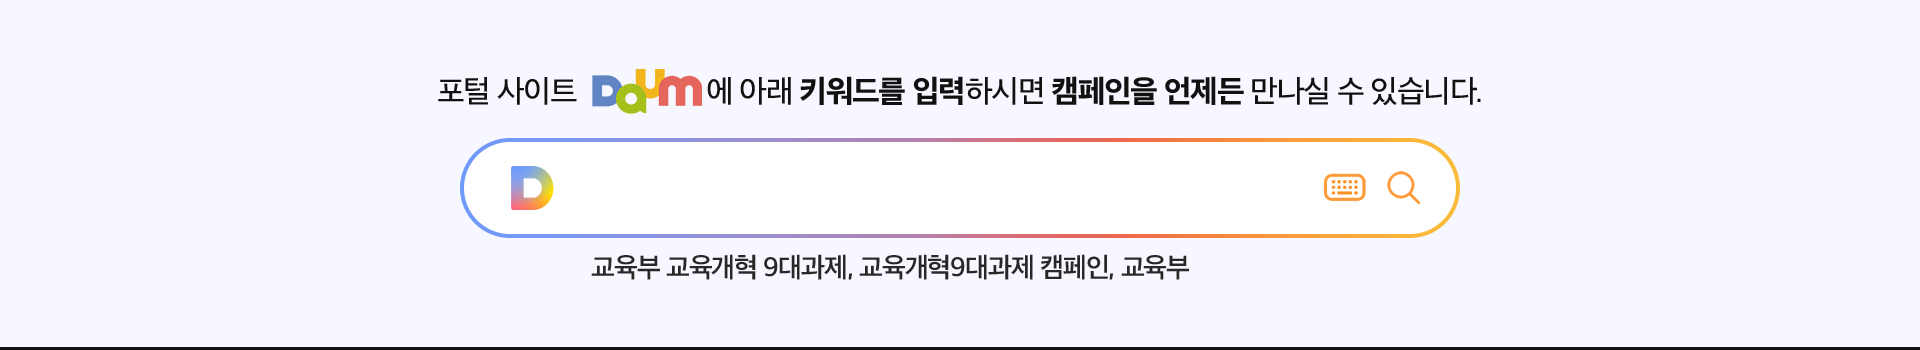 포털 사이트 Daum에 아래 키워드를 입력하시면 캠페인을 언제든 만나실 수 있습니다.
D
교육부 교육개혁 9대과제, 교육개혁9대과제 캠페인, 교육부